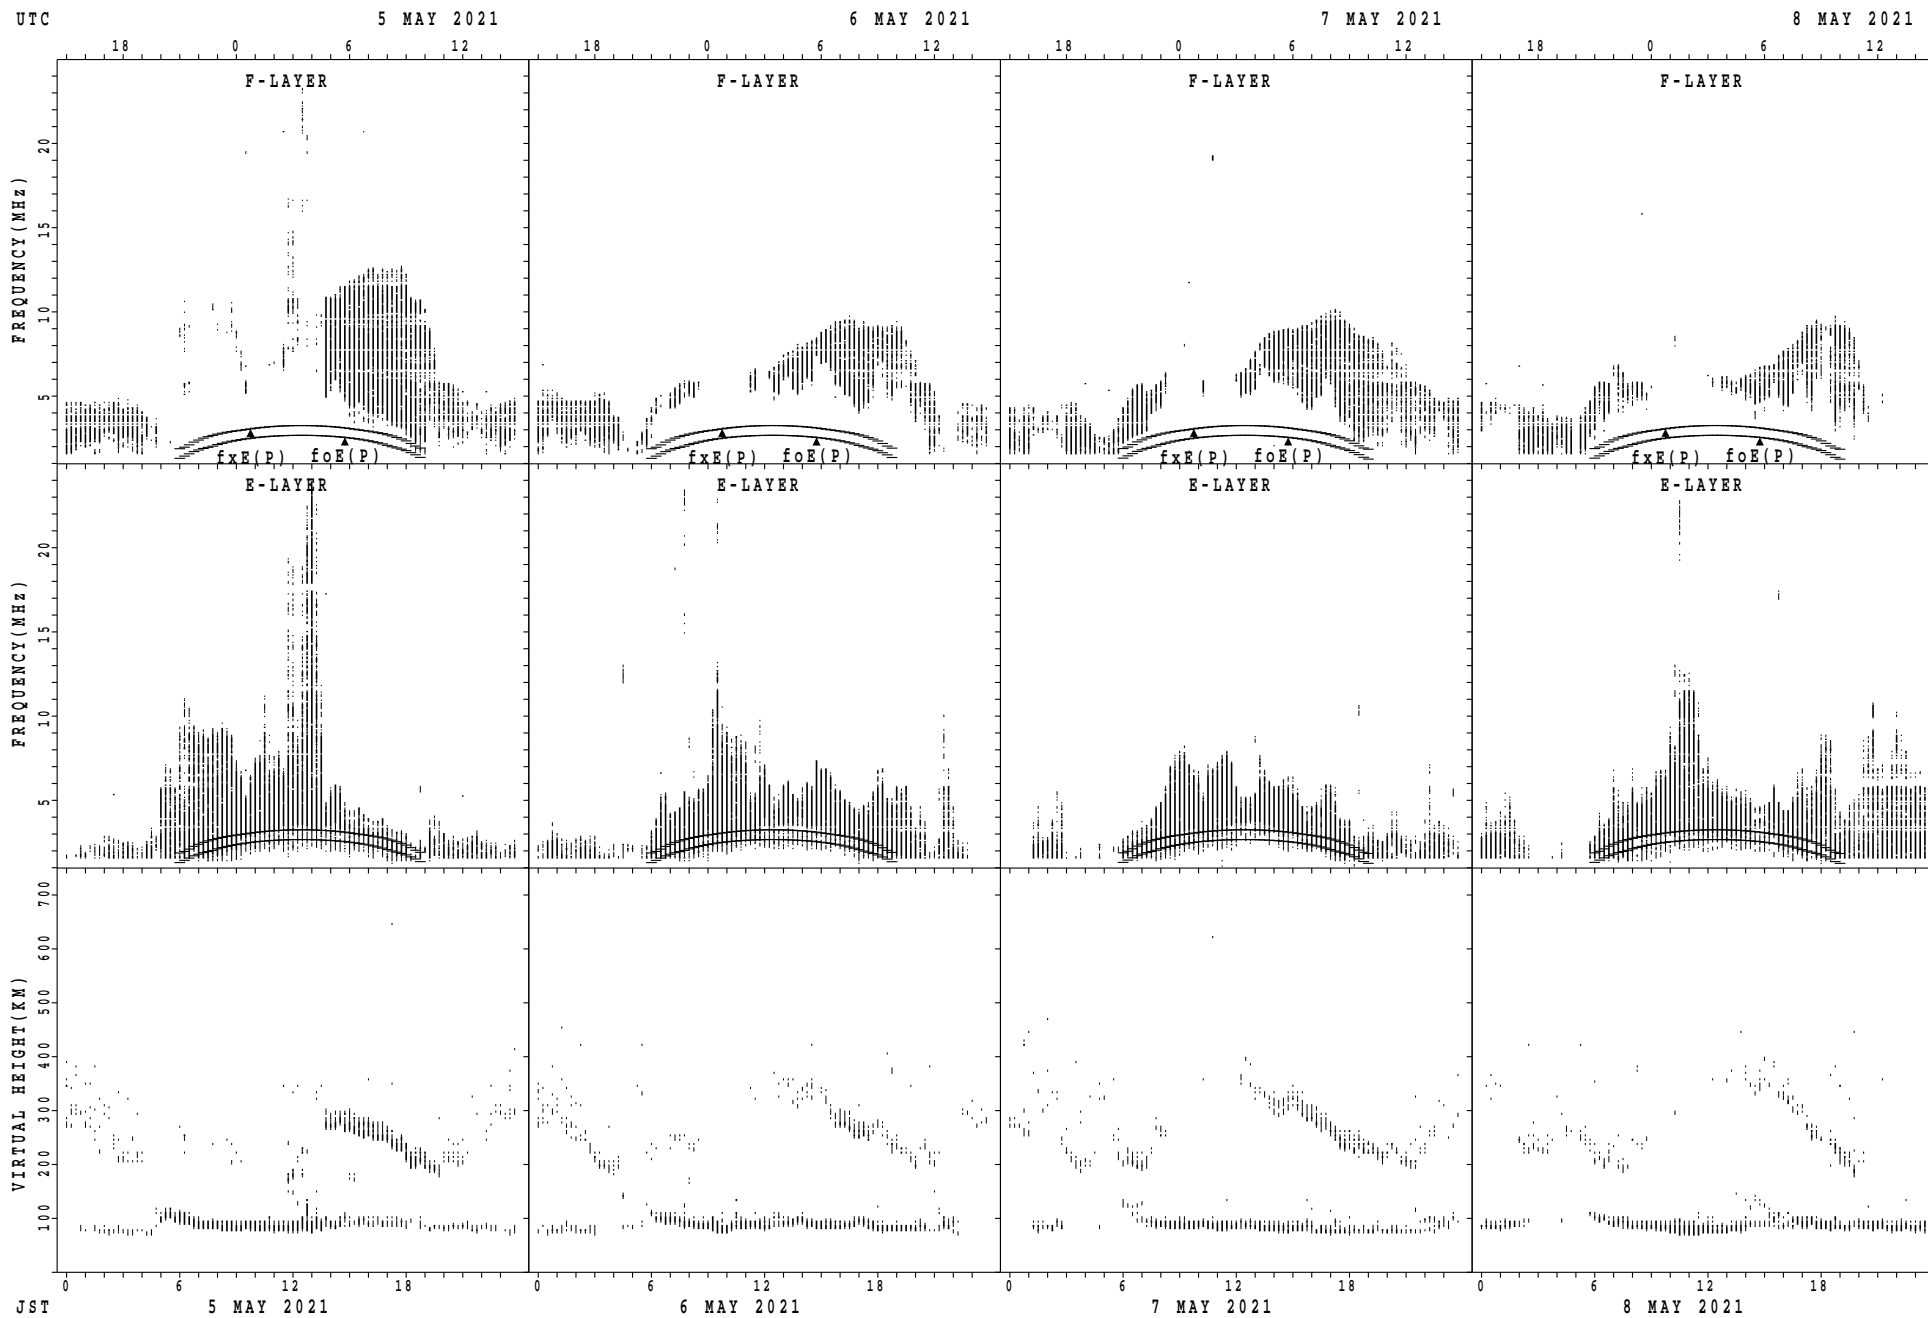 UTC 5 MAY 2021 6 MAY 2021 7 MAY 2021 8 MAY 2021
18 0 6 12 18 0 6 12 18 0 6 12 18 0 6 12
F-LAYER F-LAYER F-LAYER F-LAYER
FREQUENCY(MHz)
20
15
10
5
fxE(P) foE(P) fxE(P) foE(P) fxE(P) foE(P) fxE(P) foE(P)
E-LAYER E-LAYER E-LAYER E-LAYER
FREQUENCY(MHz)
20
15
10
5
VIRTUAL HEIGHT(KM)
700
600
500
400
300
200
100
0 6 12 18 0 6 12 18 0 6 12 18 0 6 12 18
JST 5 MAY 2021 6 MAY 2021 7 MAY 2021 8 MAY 2021